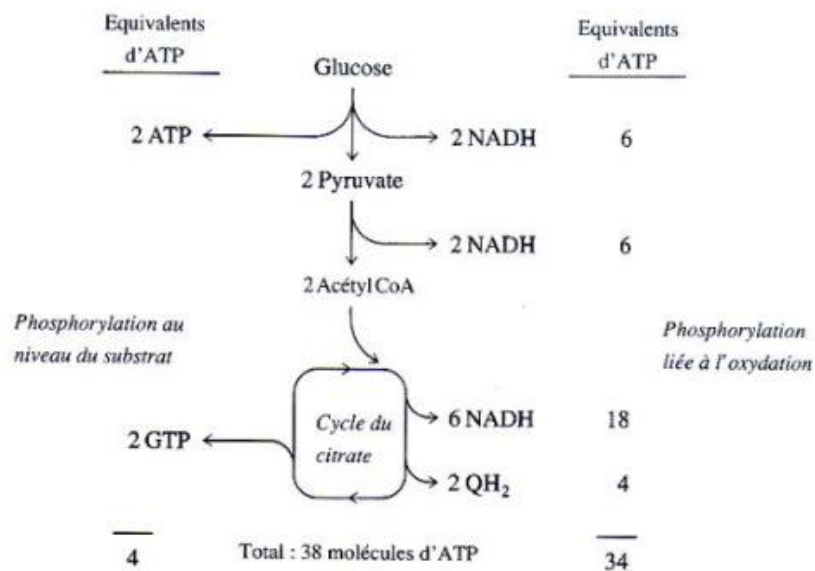 Equivalents
d'ATP
Equivalents
d'ATP
Glucose
2 ATP
2 NADH
6
2 Pyruvate
2 NADH
6
2 Acétyl CoA
Phosphorylation au
niveau du substrat
Phosphorylation
liée à l'oxydation
Cycle du
citrate
6 NADH
18
2 GTP
2 QH₂
4
4
Total : 38 molécules d'ATP
34